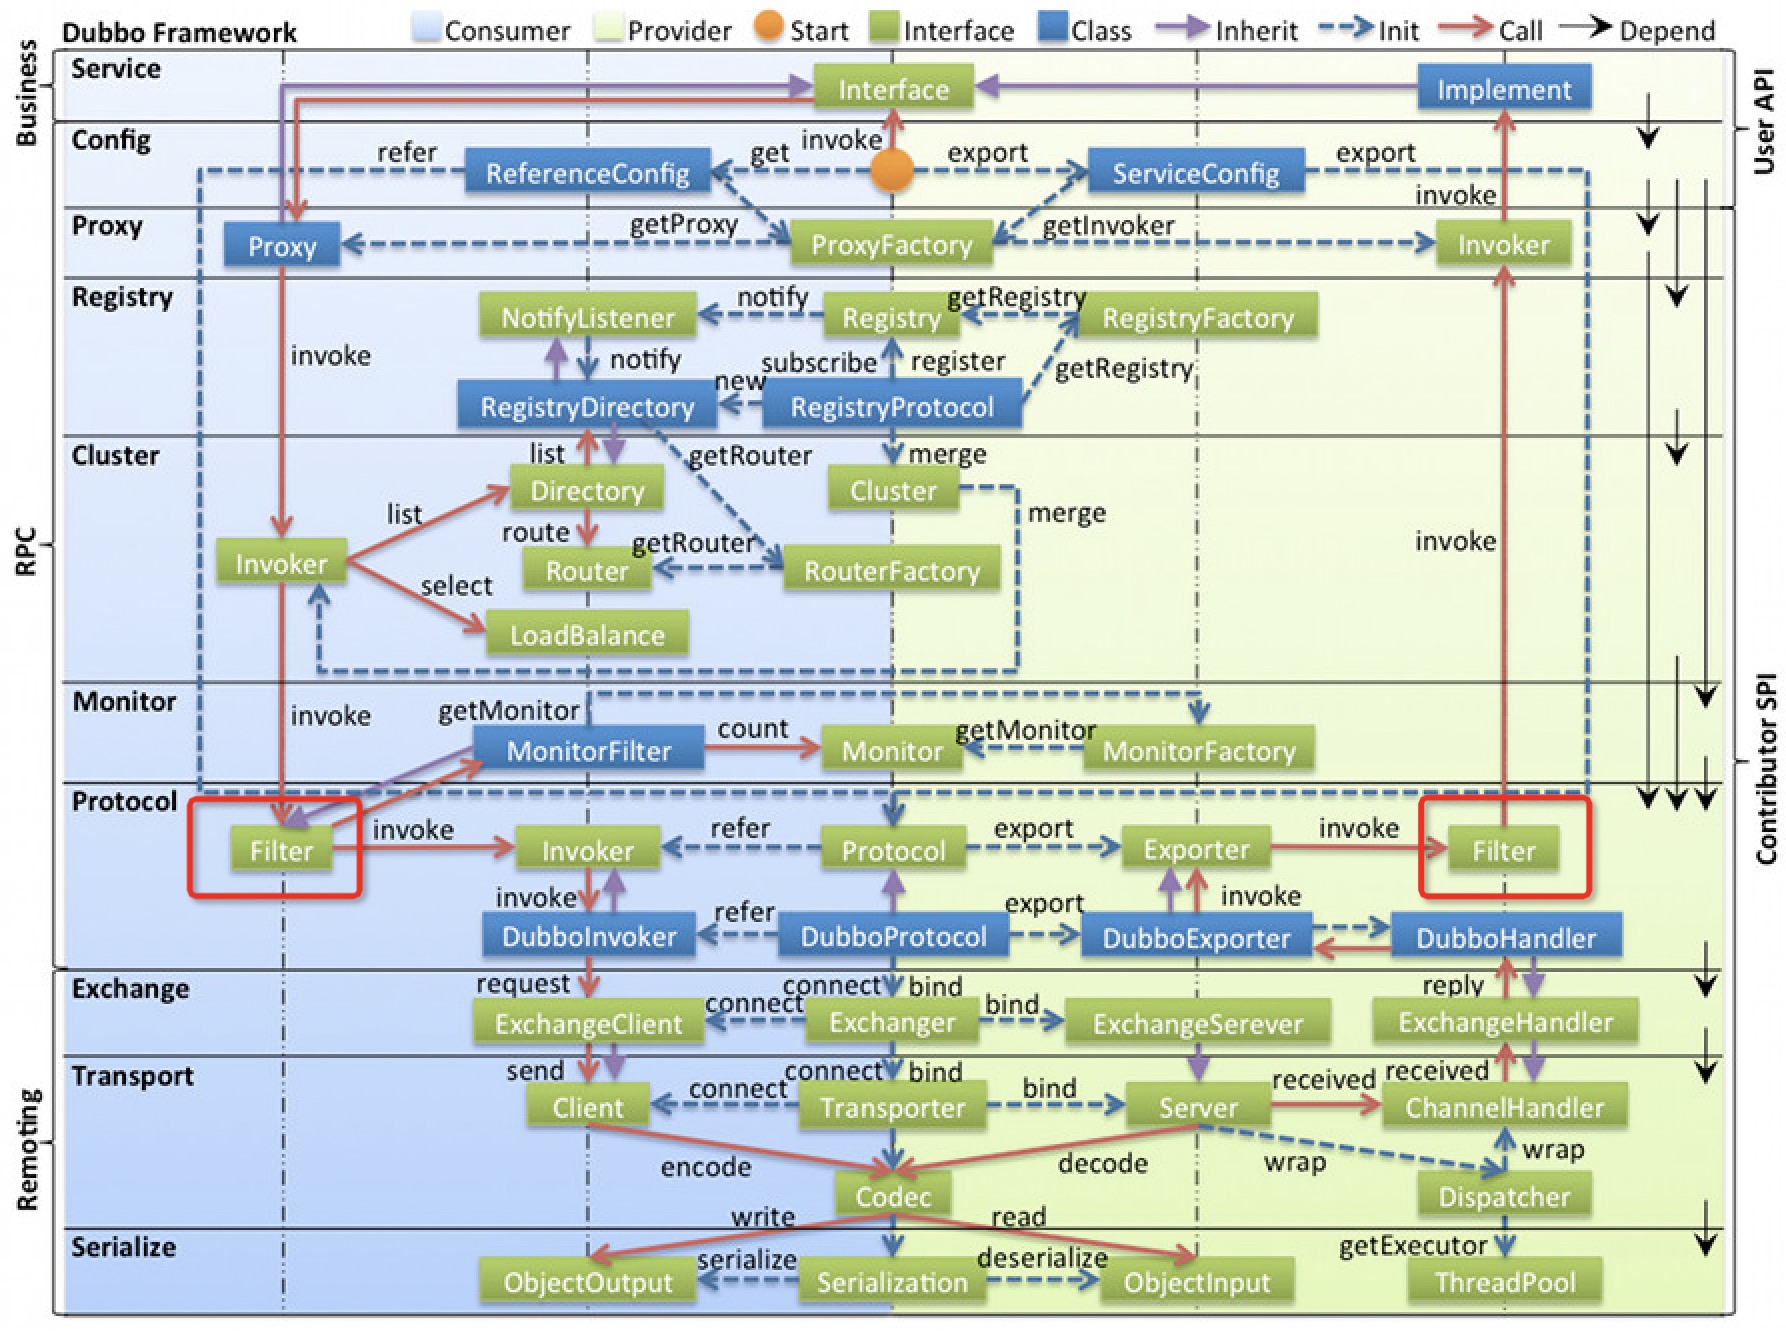 Dubbo Framework
Consumer
Provider
Start
Interface
Class
Inherit
Init
Call
Depend
Business
RPC
Remoting
User API
Contributor SPI
Service
Interface
Implement
Config
refer
ReferenceConfig
get
invoke
export
ServiceConfig
export
invoke
Proxy
Proxy
getProxy
ProxyFactory
getInvoker
Invoker
Registry
NotifyListener
notify
Registry
getRegistry
RegistryFactory
invoke
notify
subscribe
register
getRegistry
RegistryDirectory
new
RegistryProtocol
Cluster
list
getRouter
merge
Directory
Cluster
list
merge
route
getRouter
invoke
Invoker
Router
RouterFactory
select
LoadBalance
Monitor
invoke
getMonitor
MonitorFilter
count
Monitor
getMonitor
MonitorFactory
Protocol
Filter
invoke
Invoker
refer
Protocol
export
Exporter
invoke
Filter
invoke
refer
export
invoke
DubboInvoker
DubboProtocol
DubboExporter
DubboHandler
Exchange
request
connect
connect
bind
bind
reply
ExchangeClient
Exchanger
ExchangeSerever
ExchangeHandler
Transport
send
connect
connect
bind
bind
received
received
Client
Transporter
Server
ChannelHandler
encode
decode
wrap
wrap
Codec
Dispatcher
write
read
Serialize
serialize
deserialize
getExecutor
ObjectOutput
Serialization
ObjectInput
ThreadPool